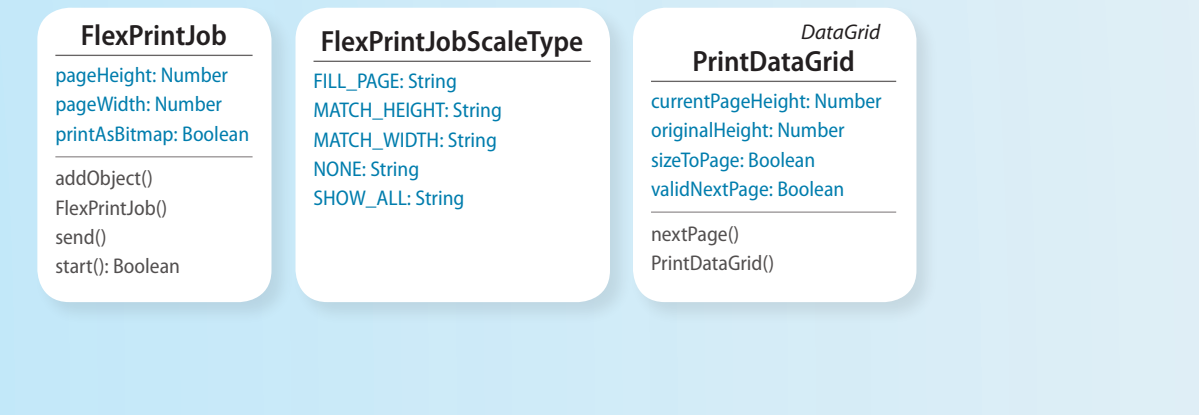 FlexPrintJob
pageHeight: Number
pageWidth: Number
printAsBitmap: Boolean
addObject()
FlexPrintJob()
send()
start(): Boolean
FlexPrintJobScaleType
FILL_PAGE: String
MATCH_HEIGHT: String
MATCH_WIDTH: String
NONE: String
SHOW_ALL: String
DataGrid
PrintDataGrid
currentPageHeight: Number
originalHeight: Number
sizeToPage: Boolean
validNextPage: Boolean
nextPage()
PrintDataGrid()